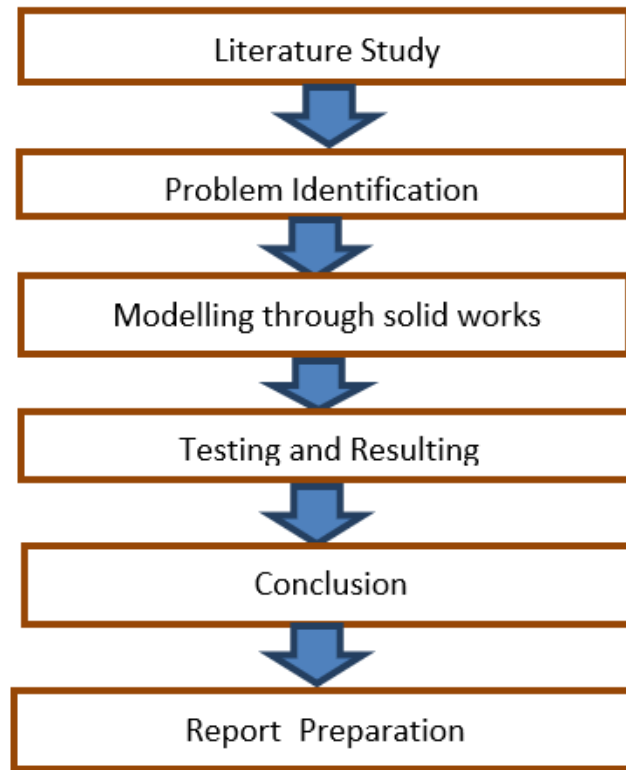 Literature Study
Problem Identification
Modelling through solid works
Testing and Resulting
Conclusion
Report Preparation